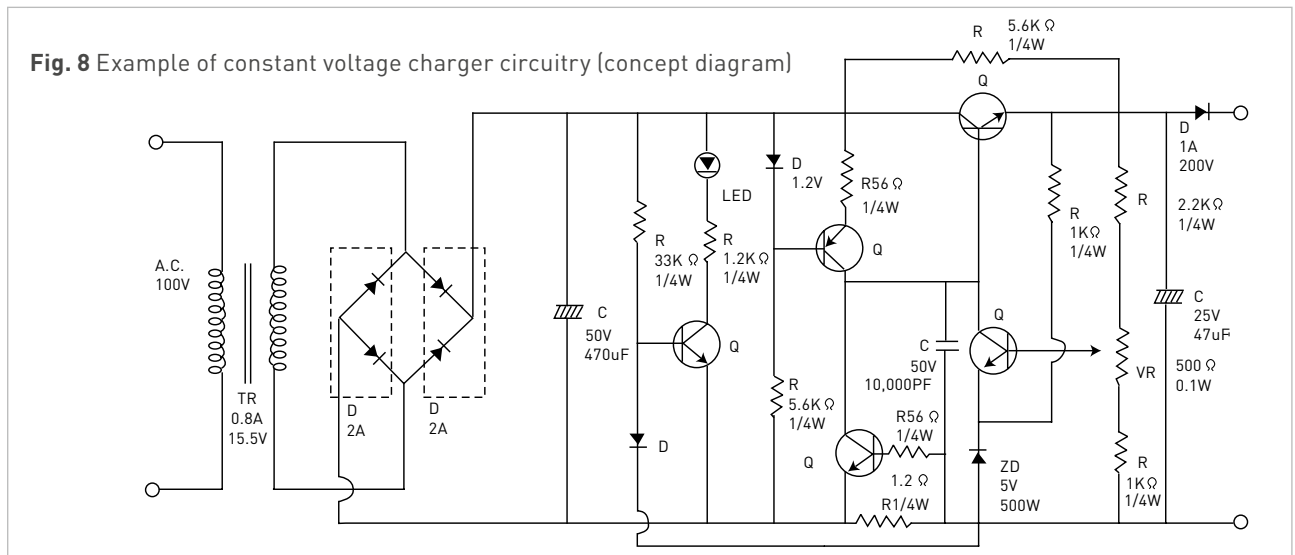 Fig. 8 Example of constant voltage charger circuitry (concept diagram)
R
5.6K Ω
1/4W
Q
D
1A
200V
D
1.2V
R56 Ω
1/4W
LED
R
33K Ω
1/4W
R
1.2K Ω
1/4W
Q
R
1KΩ
1/4W
R
2.2KΩ
1/4W
A.C.
100V
C
50V
470uF
Q
Q
C
50V
10,000PF
C
25V
47uF
VR
500 Ω
0.1W
TR
0.8A
15.5V
D
2A
D
2A
D
R
5.6K Ω
1/4W
R56 Ω
1/4W
Q
1.2 Ω
R1/4W
ZD
5V
500W
R
1KΩ
1/4W